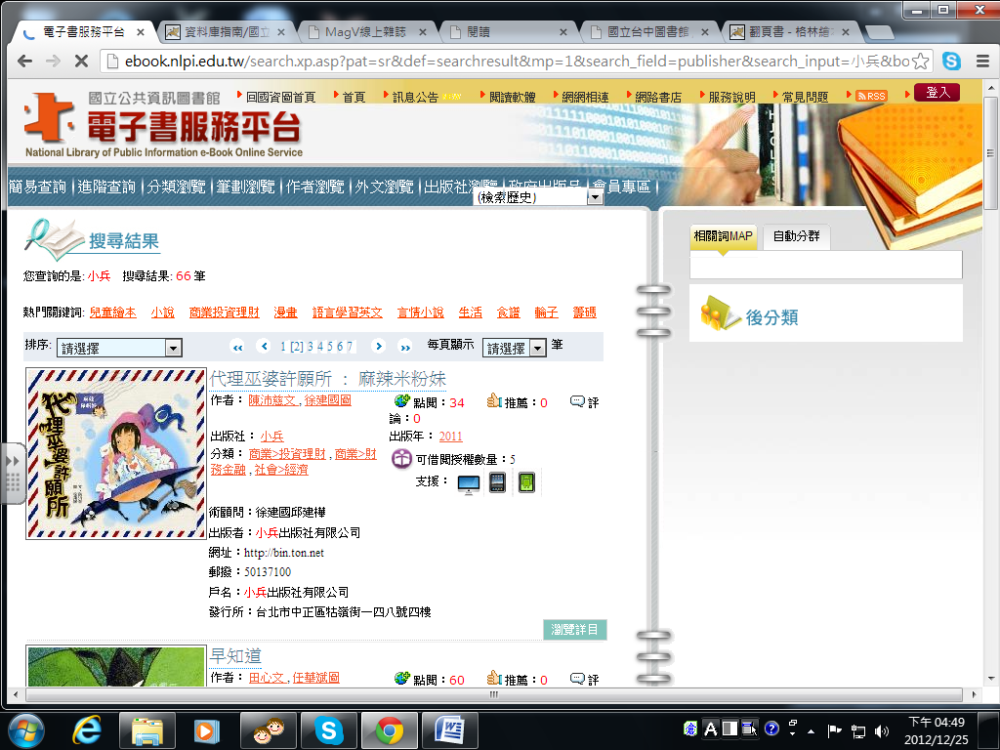 電子書服務平台
資料庫指南/國立
MagV線上雜誌
閱讀
國立台中圖書館
翻頁書 - 格林繪
ebook.nlpi.edu.tw/search.xp.asp?pat=sr&def=searchresult&mp=1&search_field=publisher&search_input=小兵&bo
國立公共資訊圖書館
回國資圖首頁 首頁 訊息公告 閱讀軟體 網網相連 網路書店 服務說明 常見問題 RSS 登入
電子書服務平台
National Library of Public Information e-Book Online Service
簡易查詢 | 進階查詢 | 分類瀏覽 | 筆劃瀏覽 | 作者瀏覽 | 外文瀏覽 | 出版社瀏覽 | 政府出版品 | 會員專區 |
(檢索歷史)
搜尋結果
相關詞MAP 自動分群
您查詢的是: 小兵 搜尋結果: 66 筆
後分類
熱門關鍵詞: 兒童繪本 小說 商業投資理財 漫畫 語言學習英文 言情小說 生活 食譜 輪子 籌碼
排序: 請選擇 ‹‹ ‹ 1 [2] 3 4 5 6 7 › ›› 每頁顯示 請選擇 筆
代理巫婆許願所 : 麻辣米粉妹
作者: 陳沛慈文 , 徐建國圖 點閱:34 推薦:0 評論:0
出版社: 小兵 出版年: 2011
分類: 商業>投資理財 , 商業>財務金融 , 社會>經濟
可借閱授權數量:5
支援:
代理巫婆許願所
術顧問:徐建國邱建樺
出版者:小兵出版社有限公司
網址:http://bin.ton.net
郵撥:50137100
戶名:小兵出版社有限公司
發行所:台北市中正區牯嶺街一四八號四樓
瀏覽詳目
早知道
作者: 田心文 , 任華斌圖 點閱:60 推薦:0 評
下午 04:49
2012/12/25